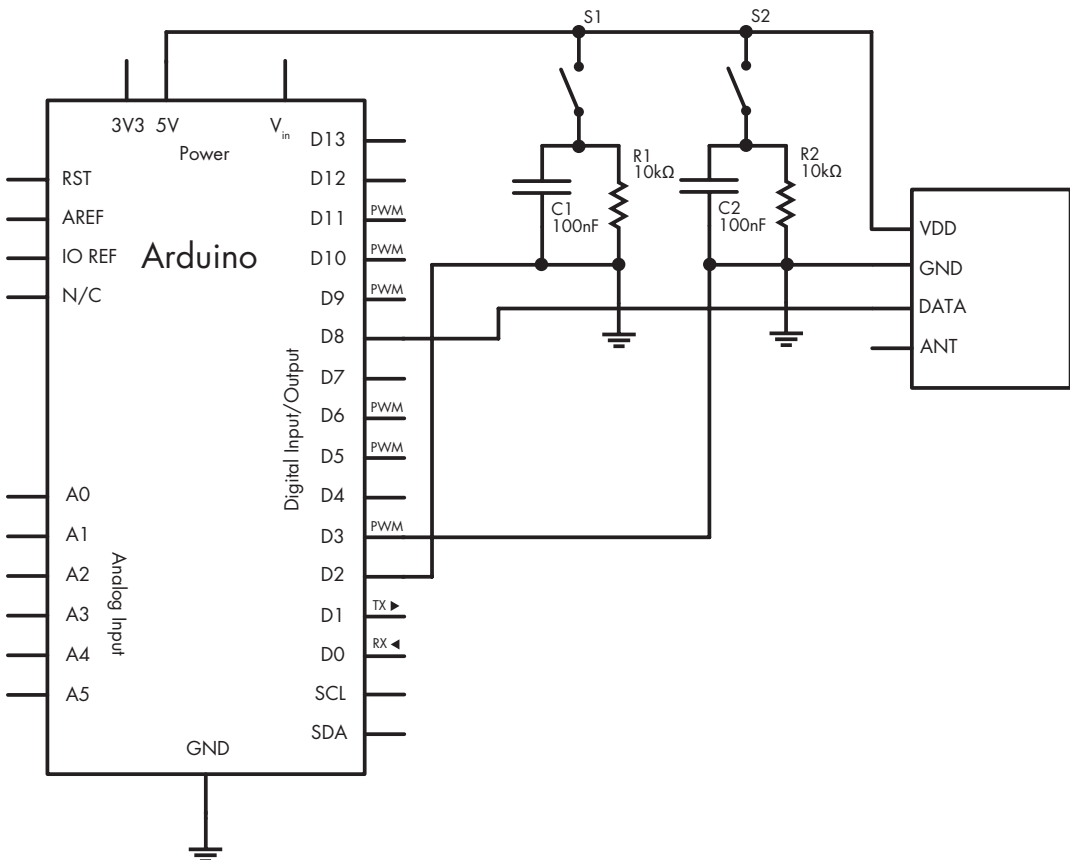 S1
S2
3V3 5V
Vin
Power
RST
AREF
IO REF
N/C
Arduino
D13
D12
D11
PWM
D10
PWM
D9
PWM
D8
D7
D6
PWM
D5
PWM
D4
D3
PWM
D2
D1
TX ►
D0
RX ◄
SCL
SDA
Digital Input/Output
A0
A1
A2
A3
A4
A5
Analog Input
GND
R1
10kΩ
C1
100nF
R2
10kΩ
C2
100nF
VDD
GND
DATA
ANT